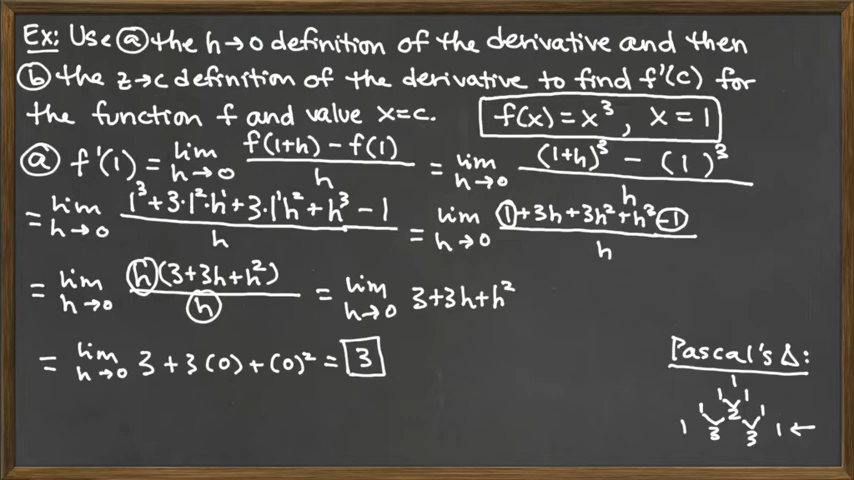 Ex: Use ⓐ the h→0 definition of the derivative and then
ⓑ the z→c definition of the derivative to find f'(c) for
the function f and value x=c. f(x)=x³, x=1
ⓐ f'(1) = lim h→0 (f(1+h) - f(1))/h = lim h→0 ((1+h)³ - (1)³)/h
= lim h→0 (1³+3·1²·h¹+3·1¹h²+h³-1)/h = lim h→0 (1+3h+3h²+h³-1)/h
= lim h→0 (h(3+3h+h²))/h = lim h→0 3+3h+h²
= lim h→0 3+3(0)+(0)² = 3
Pascal's Δ:
1
1 1
1 2 1
1 3 3 1 ←